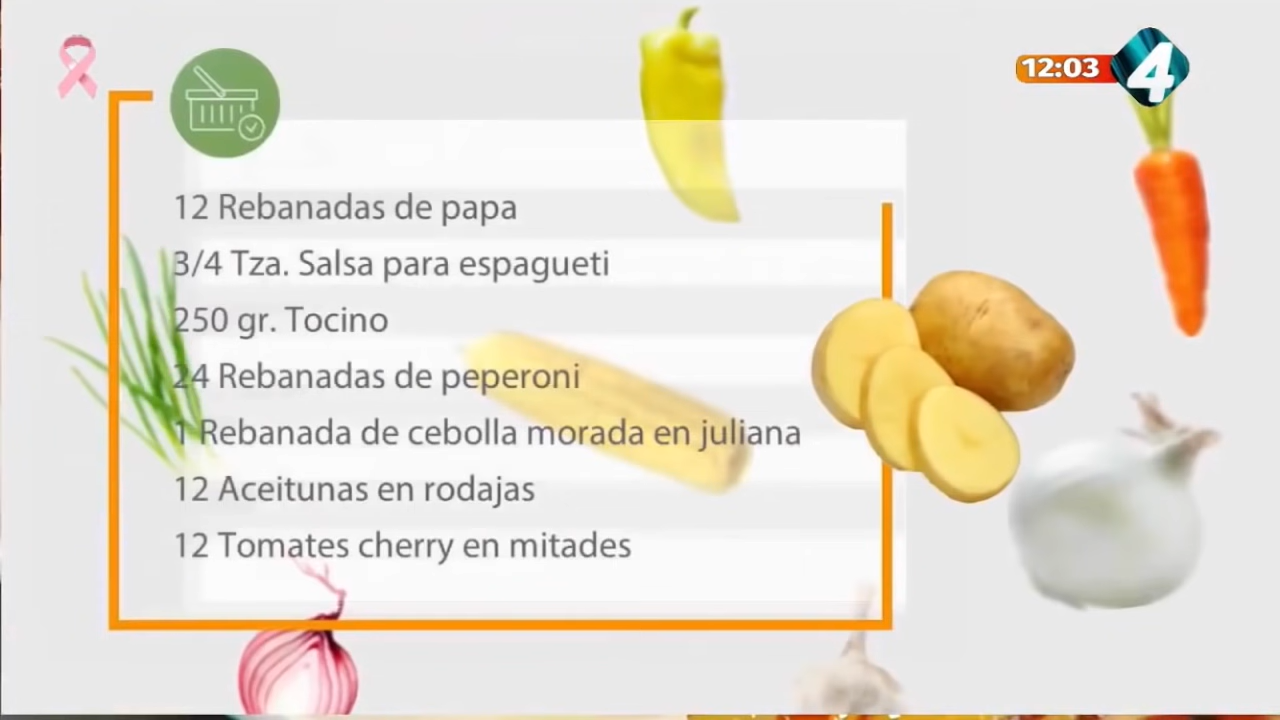 12:03 4
12 Rebanadas de papa
3/4 Tza. Salsa para espagueti
250 gr. Tocino
24 Rebanadas de peperoni
1 Rebanada de cebolla morada en juliana
12 Aceitunas en rodajas
12 Tomates cherry en mitades